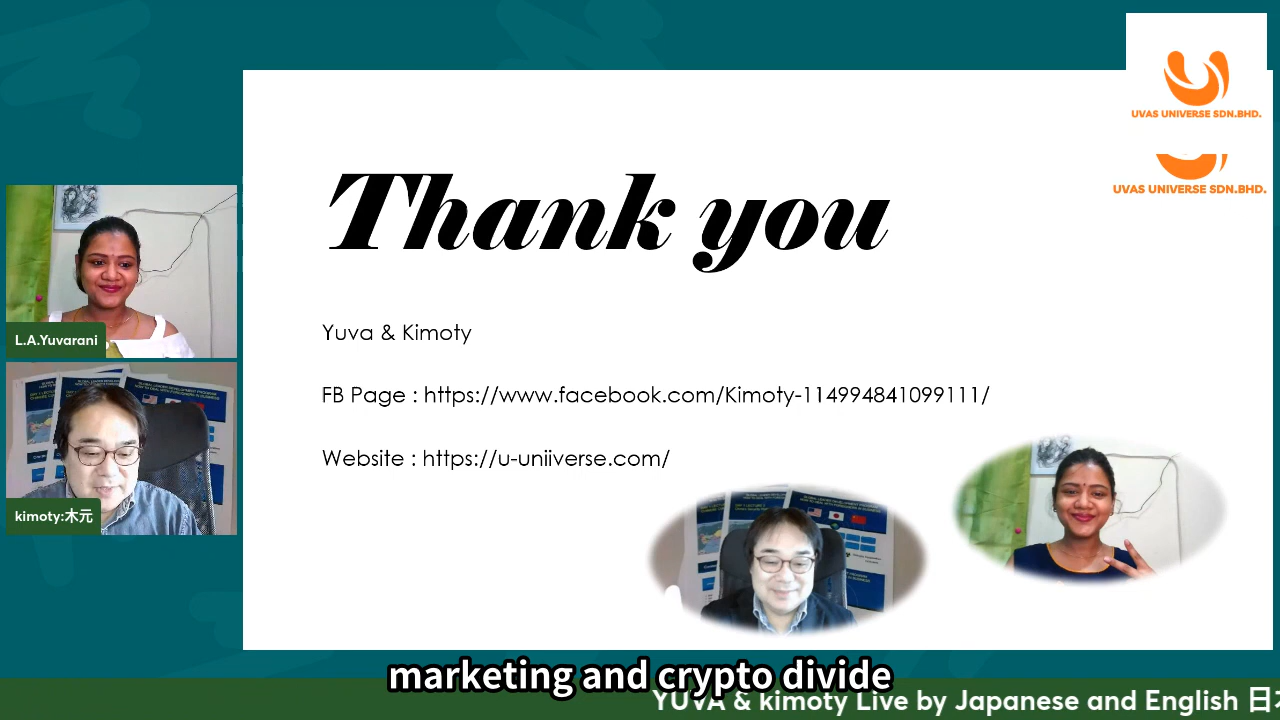 UVAS UNIVERSE SDN.BHD.
UVAS UNIVERSE SDN.BHD.
Thank you
Yuva & Kimoty
FB Page : https://www.facebook.com/Kimoty-114994841099111/
Website : https://u-uniiverse.com/
L.A.Yuvarani
kimoty:木元
marketing and crypto divide
YUVA & kimoty Live by Japanese and English 日